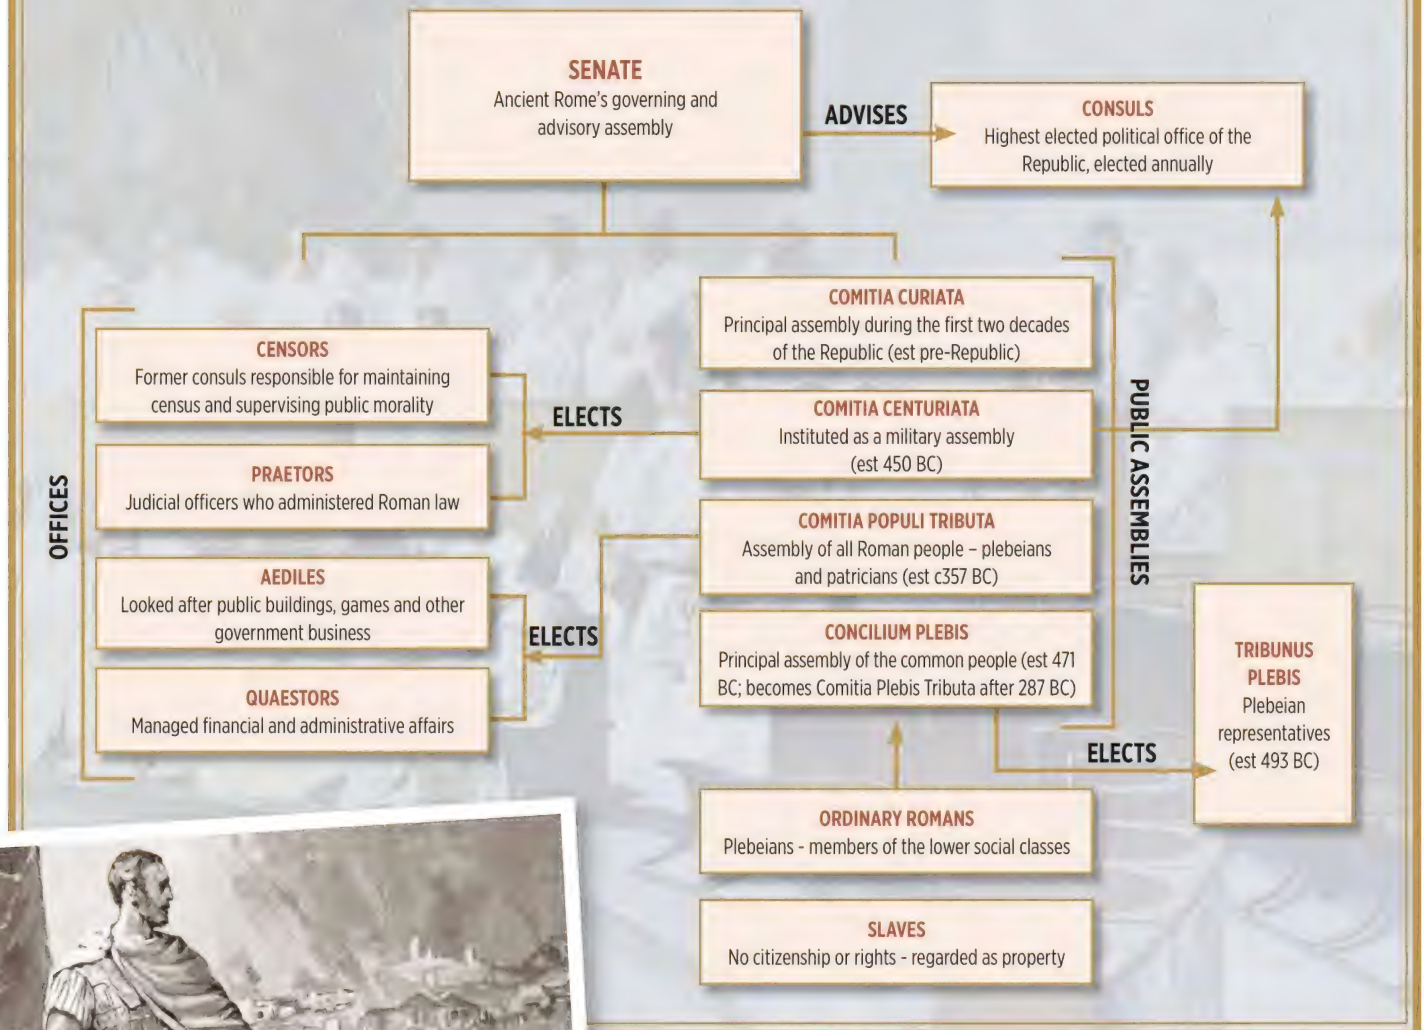 SENATE
Ancient Rome's governing and
advisory assembly
ADVISES
CONSULS
Highest elected political office of the
Republic, elected annually
OFFICES
CENSORS
Former consuls responsible for maintaining
census and supervising public morality
PRAETORS
Judicial officers who administered Roman law
AEDILES
Looked after public buildings, games and other
government business
QUAESTORS
Managed financial and administrative affairs
ELECTS
ELECTS
COMITIA CURIATA
Principal assembly during the first two decades
of the Republic (est pre-Republic)
COMITIA CENTURIATA
Instituted as a military assembly
(est 450 BC)
COMITIA POPULI TRIBUTA
Assembly of all Roman people – plebeians
and patricians (est c357 BC)
CONCILIUM PLEBIS
Principal assembly of the common people (est 471
BC; becomes Comitia Plebis Tributa after 287 BC)
PUBLIC ASSEMBLIES
ELECTS
TRIBUNUS
PLEBIS
Plebeian
representatives
(est 493 BC)
ORDINARY ROMANS
Plebeians - members of the lower social classes
SLAVES
No citizenship or rights - regarded as property